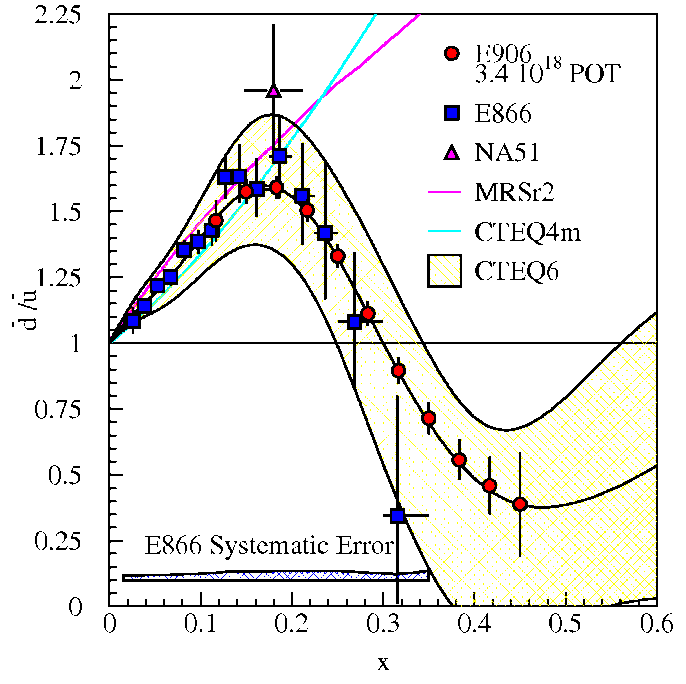 2.25
2
1.75
1.5
1.25
1
0.75
0.5
0.25
0
d̄ /ū
E906
3.4 10^18 POT
E866
NA51
MRSr2
CTEQ4m
CTEQ6
E866 Systematic Error
0 0.1 0.2 0.3 0.4 0.5 0.6
x